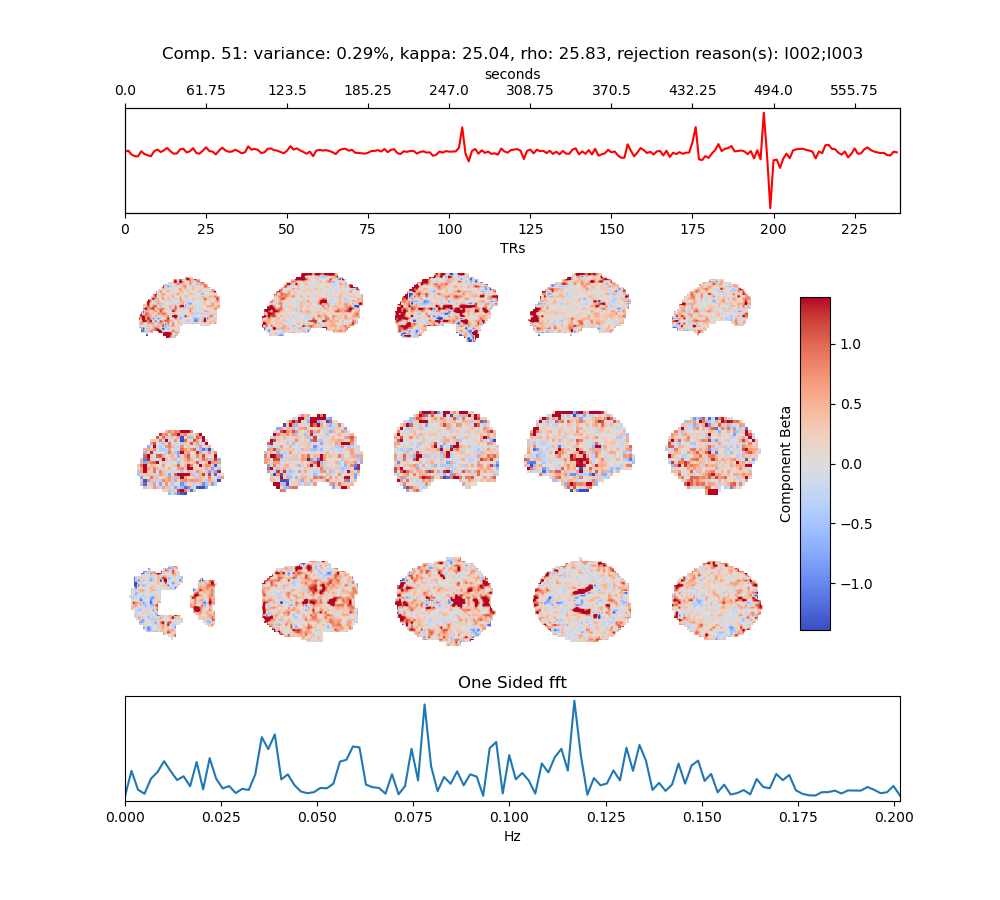 Comp. 51: variance: 0.29%, kappa: 25.04, rho: 25.83, rejection reason(s): I002;I003
seconds
0.0 61.75 123.5 185.25 247.0 308.75 370.5 432.25 494.0 555.75
0 25 50 75 100 125 150 175 200 225
TRs
1.0
0.5
0.0
−0.5
−1.0
Component Beta
One Sided fft
0.000 0.025 0.050 0.075 0.100 0.125 0.150 0.175 0.200
Hz